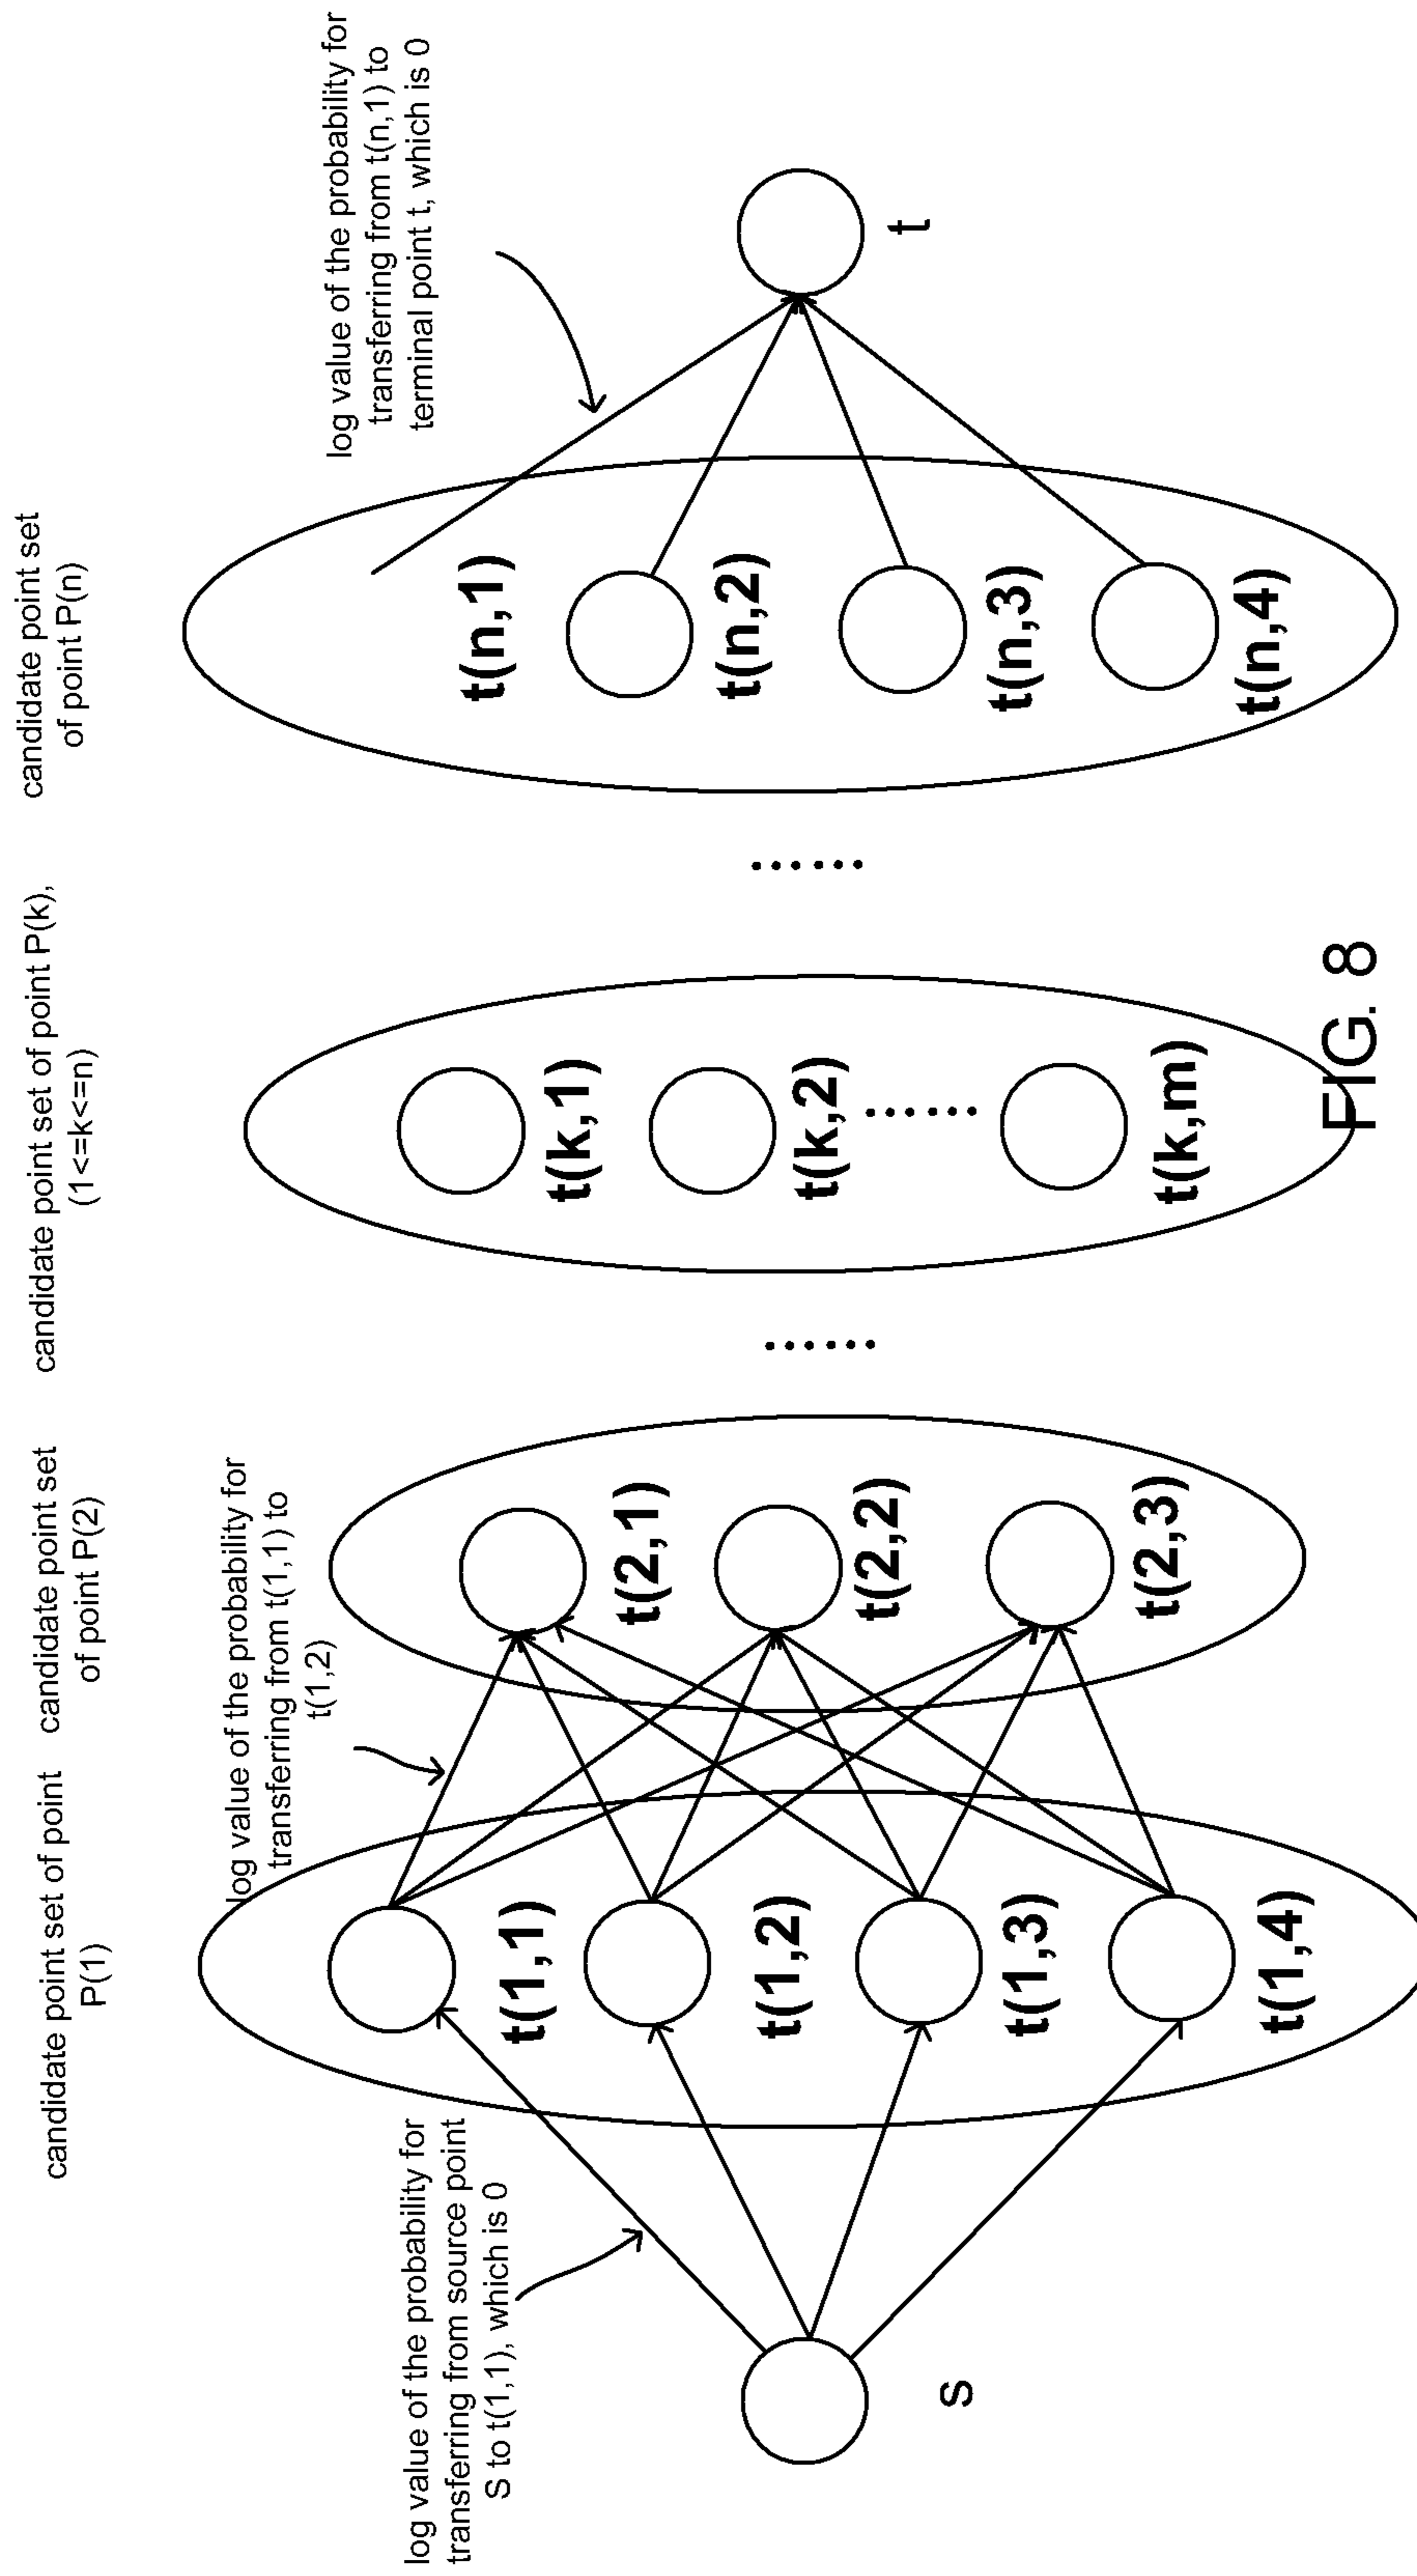 candidate point set of point
P(1)
candidate point set
of point P(2)
candidate point set of point P(k),
(1<=k<=n)
candidate point set
of point P(n)
log value of the probability for
transferring from source point
S to t(1,1), which is 0
log value of the probability for
transferring from t(1,1) to
t(1,2)
log value of the probability for
transferring from t(n,1) to
terminal point t, which is 0
s
t(1,1)
t(1,2)
t(1,3)
t(1,4)
t(2,1)
t(2,2)
t(2,3)
......
t(k,1)
t(k,2)
......
t(k,m)
......
t(n,1)
t(n,2)
t(n,3)
t(n,4)
t
FIG. 8